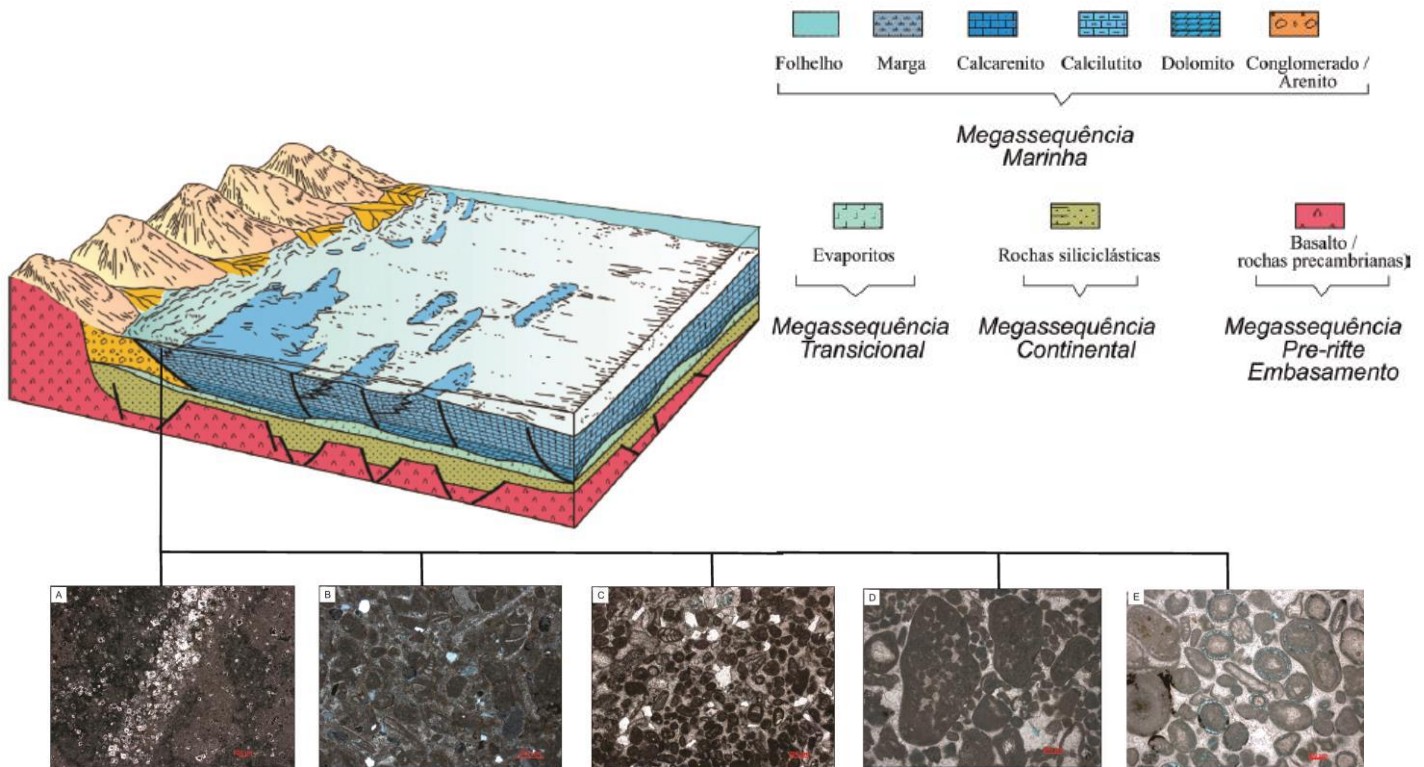 Folhelho Marga Calcarenito Calcilutito Dolomito Conglomerado /
Arenito
Megassequência
Marinha
Evaporitos Rochas siliciclásticas Basalto /
rochas precambrianas)
Megassequência Megassequência Megassequência
Transicional Continental Pre-rifte
Embasamento
A B C D E